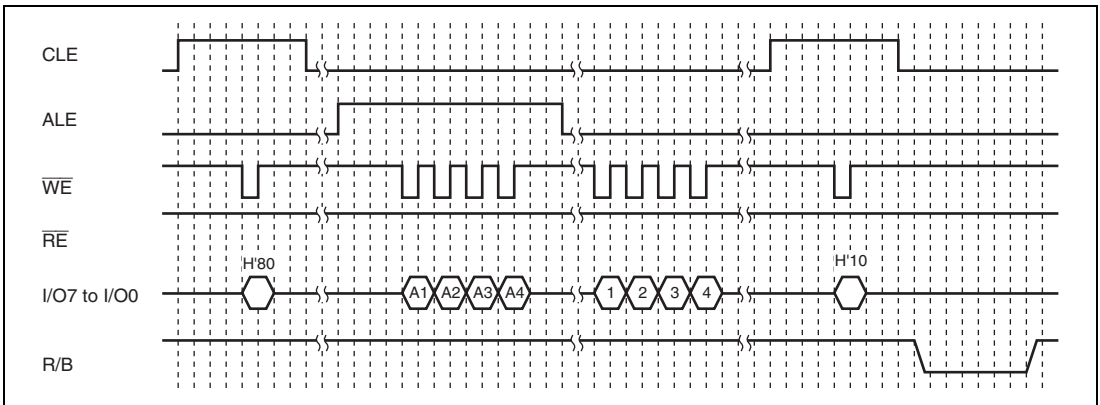 CLE
ALE
WE
RE
H'80
H'10
I/O7 to I/O0
A1 A2 A3 A4
1 2 3 4
R/B